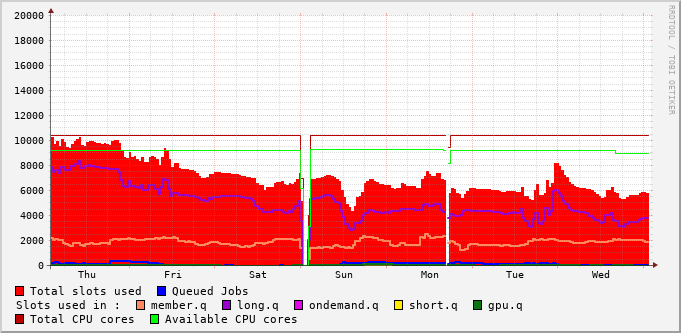 20000
18000
16000
14000
12000
10000
8000
6000
4000
2000
0
Thu Fri Sat Sun Mon Tue Wed
RRDTOOL / TOBI OETIKER
Total slots used Queued Jobs
Slots used in : member.q long.q ondemand.q short.q gpu.q
Total CPU cores
Available CPU cores